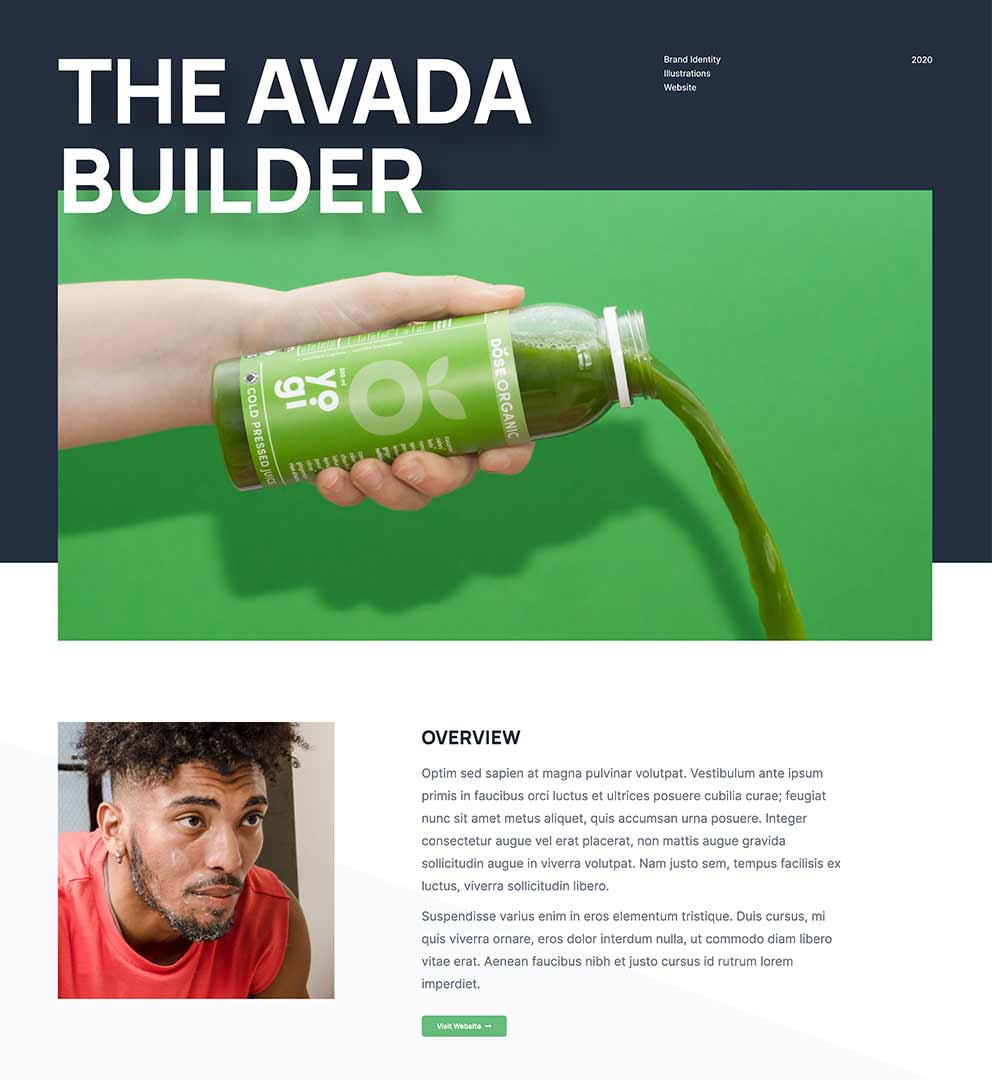 THE AVADA
BUILDER
Brand Identity
Illustrations
Website
2020
DŌSE ORGANIC
yo
gi
300 ml
COLD PRESSED JUICE
OVERVIEW
Optim sed sapien at magna pulvinar volutpat. Vestibulum ante ipsum
primis in faucibus orci luctus et ultrices posuere cubilia curae; feugiat
nunc sit amet metus aliquet, quis accumsan urna posuere. Integer
consectetur augue vel erat placerat, non mattis augue gravida
sollicitudin augue in viverra volutpat. Nam justo sem, tempus facilisis ex
luctus, viverra sollicitudin libero.
Suspendisse varius enim in eros elementum tristique. Duis cursus, mi
quis viverra ornare, eros dolor interdum nulla, ut commodo diam libero
vitae erat. Aenean faucibus nibh et justo cursus id rutrum lorem
imperdiet.
Visit Website →